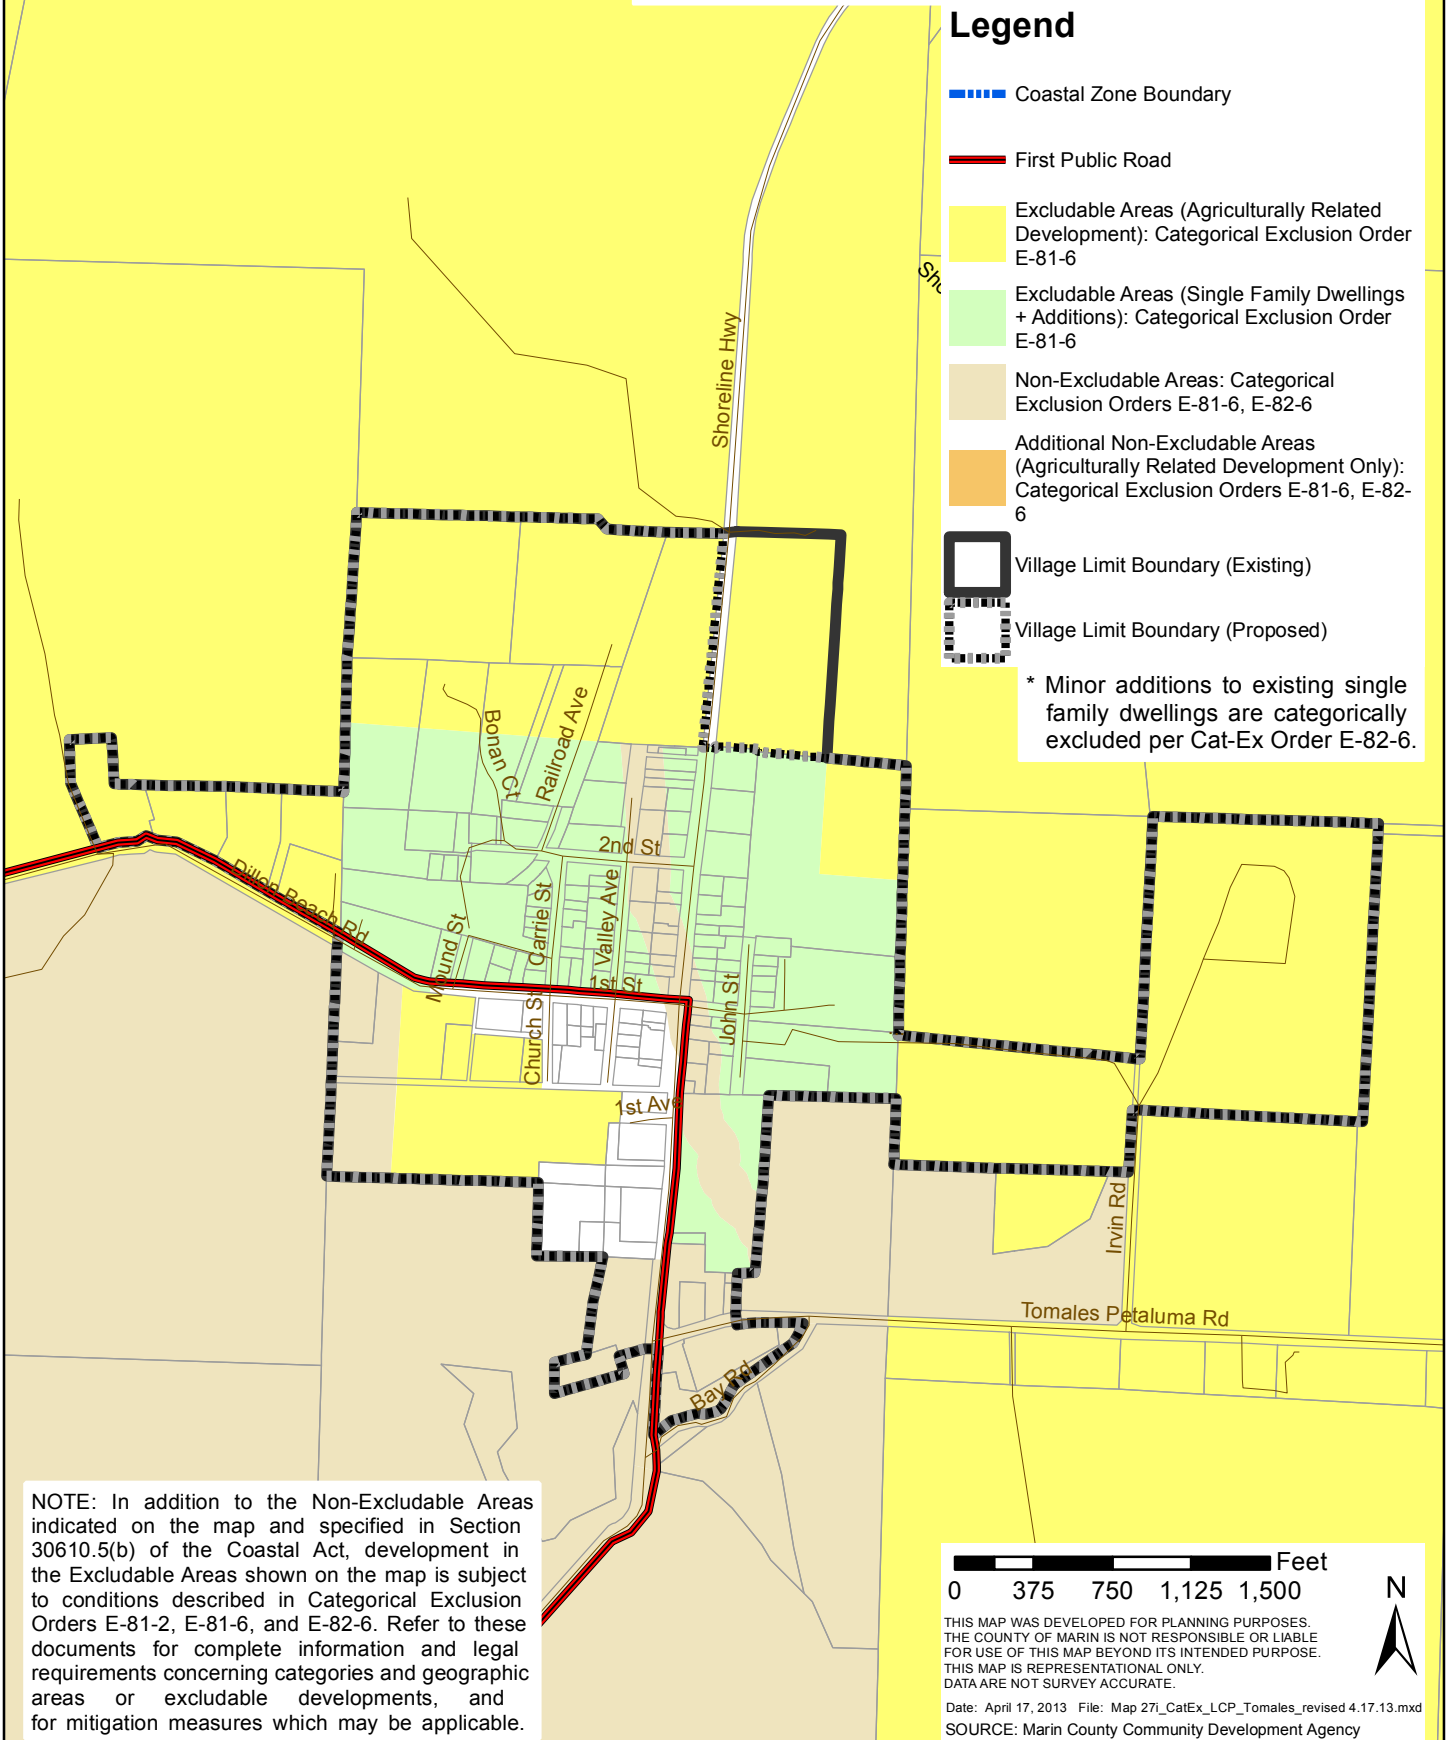 Legend
Coastal Zone Boundary
First Public Road
Excludable Areas (Agriculturally Related
Development): Categorical Exclusion Order
E-81-6
Excludable Areas (Single Family Dwellings
+ Additions): Categorical Exclusion Order
E-81-6
Non-Excludable Areas: Categorical
Exclusion Orders E-81-6, E-82-6
Additional Non-Excludable Areas
(Agriculturally Related Development Only):
Categorical Exclusion Orders E-81-6, E-82-
6
Village Limit Boundary (Existing)
Village Limit Boundary (Proposed)
* Minor additions to existing single
family dwellings are categorically
excluded per Cat-Ex Order E-82-6.
Shoreline Hwy
Bonan Ct
Railroad Ave
2nd St
Dillon Beach Rd
Mound St
Carrie St
Valley Ave
1st St
John St
Church St
1st Ave
Irvin Rd
Tomales Petaluma Rd
Bay Rd
NOTE: In addition to the Non-Excludable Areas
indicated on the map and specified in Section
30610.5(b) of the Coastal Act, development in
the Excludable Areas shown on the map is subject
to conditions described in Categorical Exclusion
Orders E-81-2, E-81-6, and E-82-6. Refer to these
documents for complete information and legal
requirements concerning categories and geographic
areas or excludable developments, and
for mitigation measures which may be applicable.
Feet
0 375 750 1,125 1,500
N
THIS MAP WAS DEVELOPED FOR PLANNING PURPOSES.
THE COUNTY OF MARIN IS NOT RESPONSIBLE OR LIABLE
FOR USE OF THIS MAP BEYOND ITS INTENDED PURPOSE.
THIS MAP IS REPRESENTATIONAL ONLY.
DATA ARE NOT SURVEY ACCURATE.
Date: April 17, 2013 File: Map 27i_CatEx_LCP_Tomales_revised 4.17.13.mxd
SOURCE: Marin County Community Development Agency